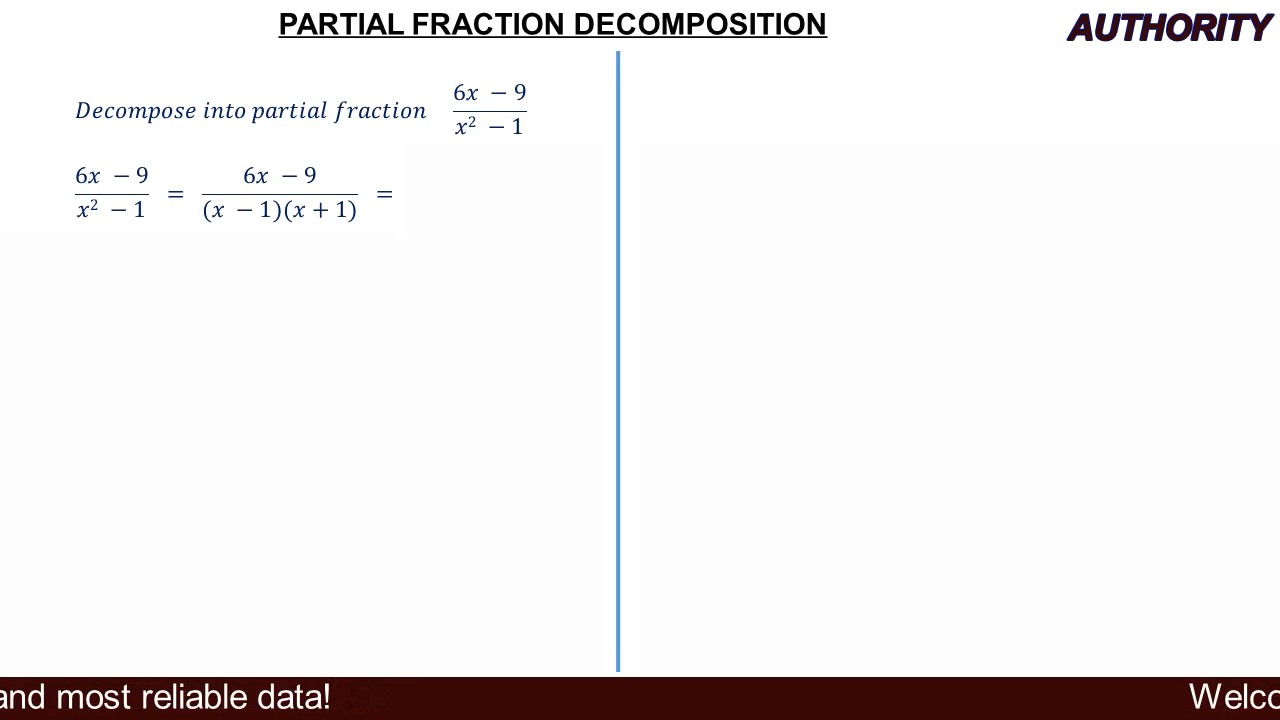 PARTIAL FRACTION DECOMPOSITION
AUTHORITY
Decompose into partial fraction (6x − 9)/(x² − 1)
(6x − 9)/(x² − 1) = (6x − 9)/((x − 1)(x + 1)) =
and most reliable data!
Welco